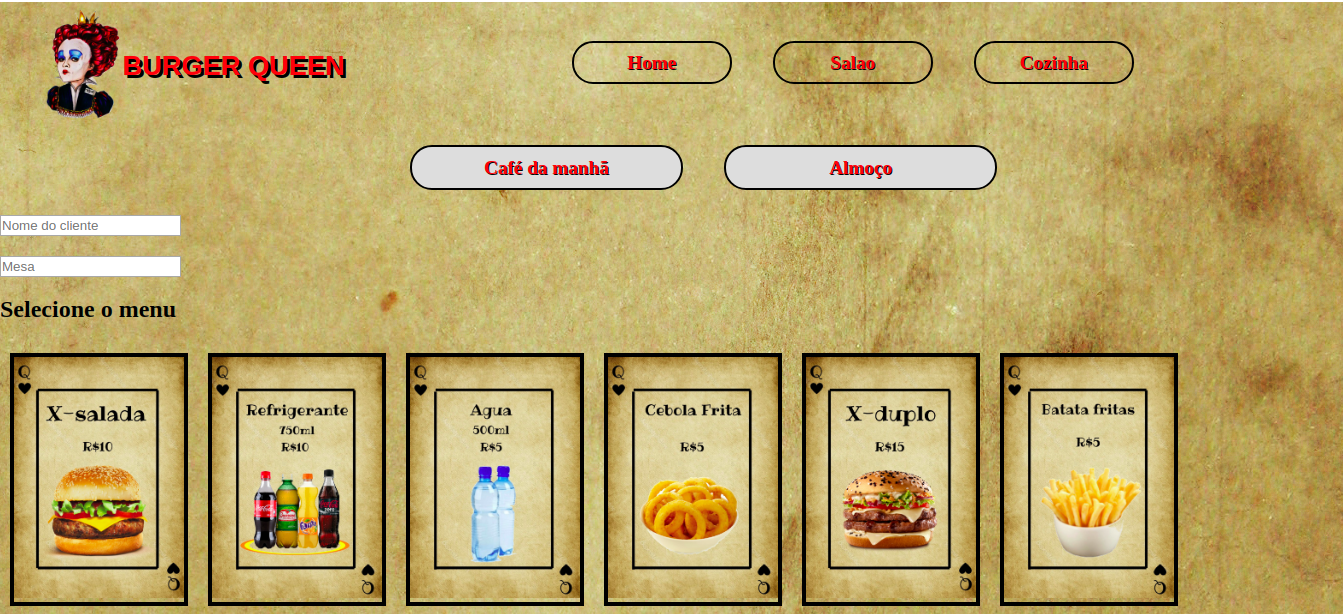 BURGER QUEEN
Home
Salao
Cozinha
Café da manhã
Almoço
Nome do cliente
Mesa
Selecione o menu
Q
X-salada
R$10
Q
Q
Refrigerante
750ml
R$10
Q
Q
Agua
500ml
R$5
Q
Q
Cebola Frita
R$5
Q
Q
X-duplo
R$15
Q
Q
Batata fritas
R$5
Q